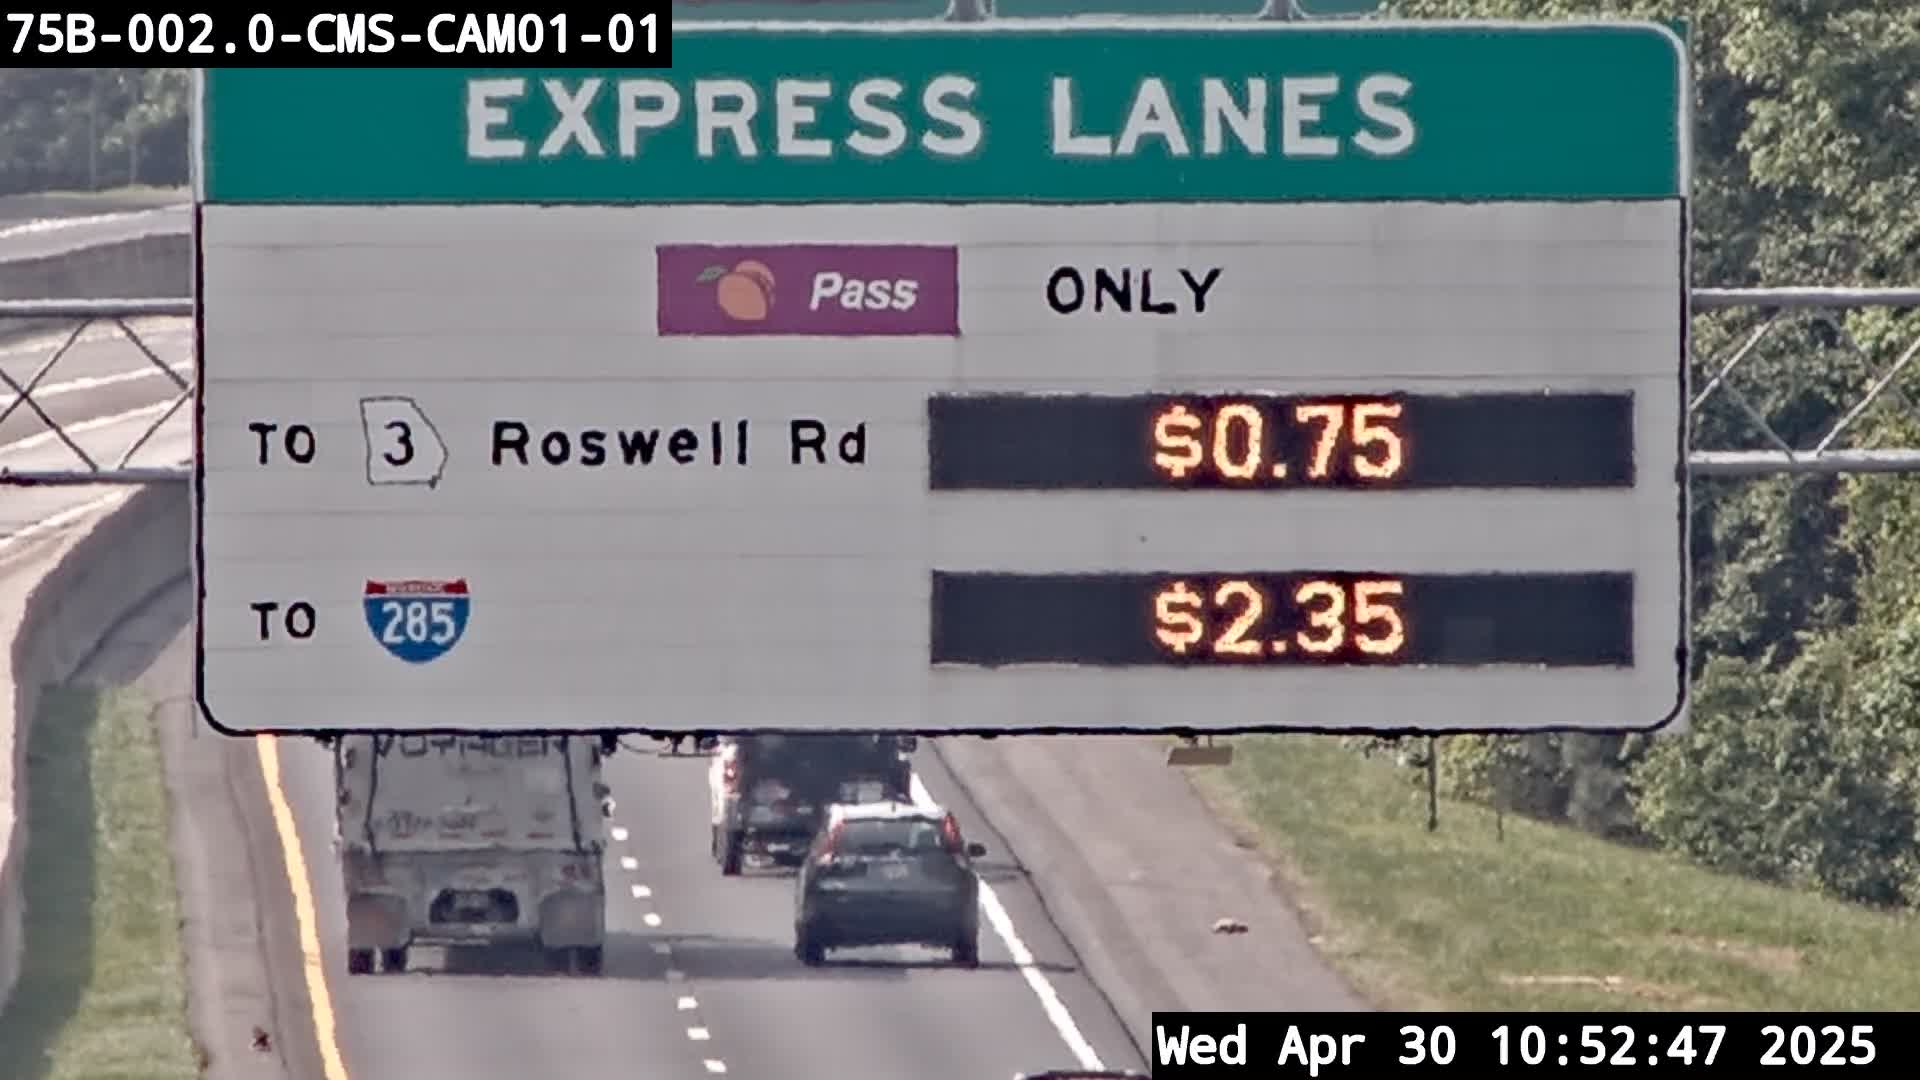 75B-002.0-CMS-CAM01-01
EXPRESS LANES
Pass ONLY
TO 3 Roswell Rd $0.75
TO 285 $2.35
Wed Apr 30 10:52:47 2025